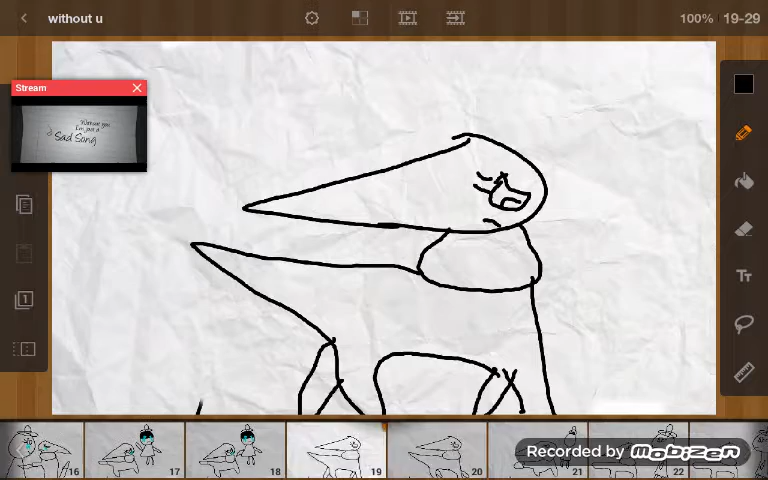 without u
100% 19-29
Stream
Without you
I'm just a
Sad Song
1
Tт
16
17
18
19
20
21
22
Recorded by Mobizen